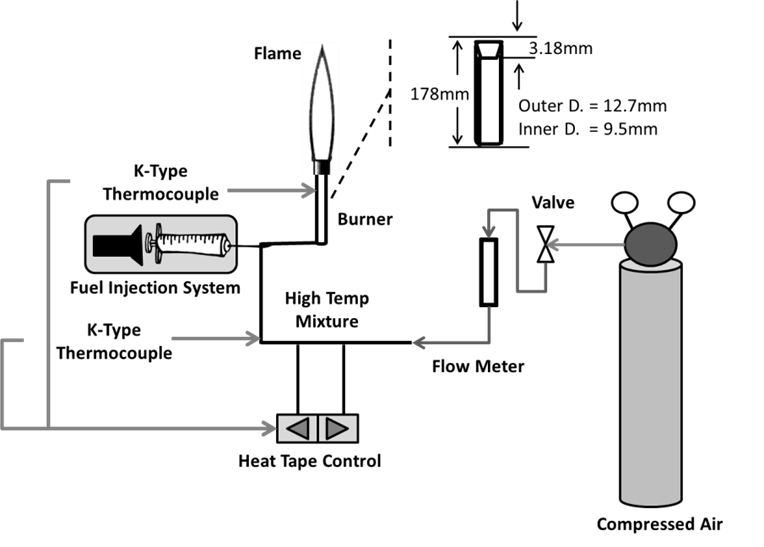 Flame
3.18mm
178mm
Outer D. = 12.7mm
Inner D. = 9.5mm
K-Type
Thermocouple
Valve
Burner
Fuel Injection System
High Temp
Mixture
K-Type
Thermocouple
Flow Meter
Heat Tape Control
Compressed Air